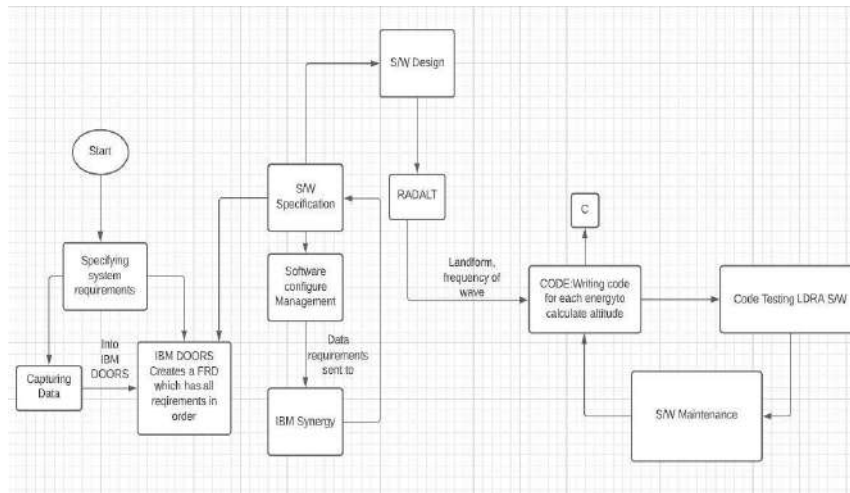 S/W Design
Start
S/W
Specification
RADALT
C
Specifying
system
requirements
Software
configure
Management
Landform,
frequency of
wave
CODE:Writing code
for each energyto
calculate altitude
Code Testing LDRA S/W
Into
IBM
DOORS
Capturing
Data
IBM DOORS
Creates a FRD
which has all
reqirements in
order
Data
requirements
sent to
IBM Synergy
S/W Maintenance